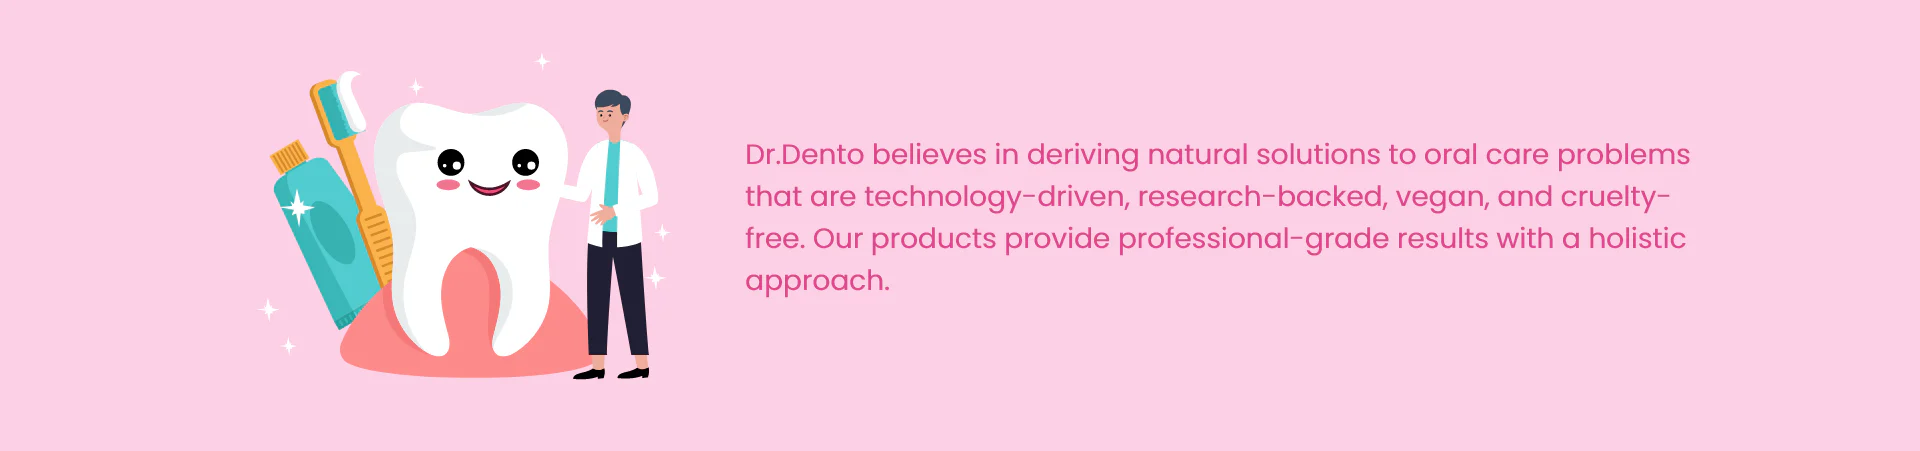 Dr.Dento believes in deriving natural solutions to oral care problems
that are technology-driven, research-backed, vegan, and cruelty-
free. Our products provide professional-grade results with a holistic
approach.